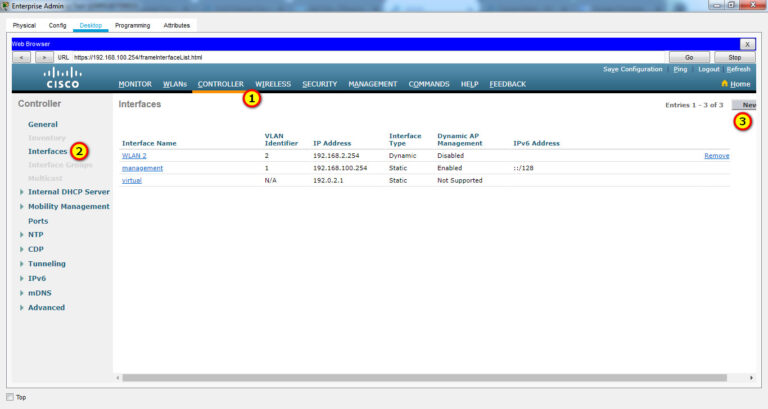 Enterprise Admin
Physical Config Desktop Programming Attributes
Web Browser X
< > URL https://192.168.100.254/frameInterfaceList.html Go Stop
Save Configuration Ping Logout Refresh
CISCO MONITOR WLANs CONTROLLER WIRELESS SECURITY MANAGEMENT COMMANDS HELP FEEDBACK Home
1
Controller
General
Inventory
Interfaces 2
Interface Groups
Multicast
Internal DHCP Server
Mobility Management
Ports
NTP
CDP
Tunneling
IPv6
mDNS
Advanced
Interfaces Entries 1 - 3 of 3 New
3
Interface Name VLAN Identifier IP Address Interface Type Dynamic AP Management IPv6 Address
WLAN 2 2 192.168.2.254 Dynamic Disabled Remove
management 1 192.168.100.254 Static Enabled ::/128
virtual N/A 192.0.2.1 Static Not Supported
Top